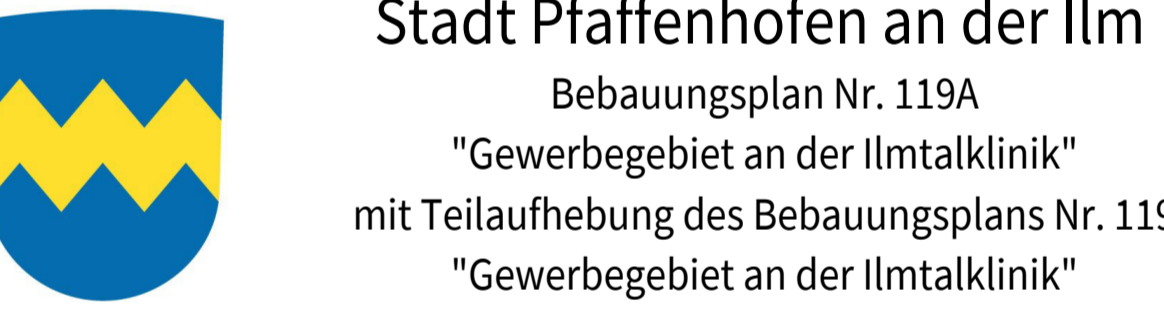 Stadt Pfaffenhofen an der Ilm
Bebauungsplan Nr. 119A
"Gewerbegebiet an der Ilmtalklinik"
mit Teilaufhebung des Bebauungsplans Nr. 119
"Gewerbegebiet an der Ilmtalklinik"